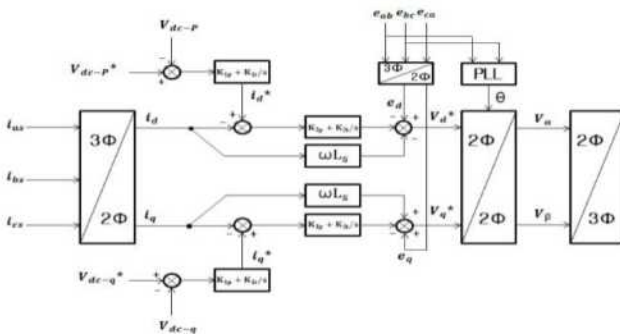 e_ab e_bc e_ca
V_dc-P
V_dc-P* K_Ip + K_Ii/s
3Φ 2Φ PLL
i_d* e_d θ
i_as 3Φ i_d K_Ip + K_Ii/s V_d* 2Φ V_α 2Φ
ωL_S
i_bs
ωL_S
i_cs 2Φ i_q K_Ip + K_Ii/s V_q* 2Φ V_β 3Φ
i_q* e_q
V_dc-q* K_Ip + K_Ii/s
V_dc-q